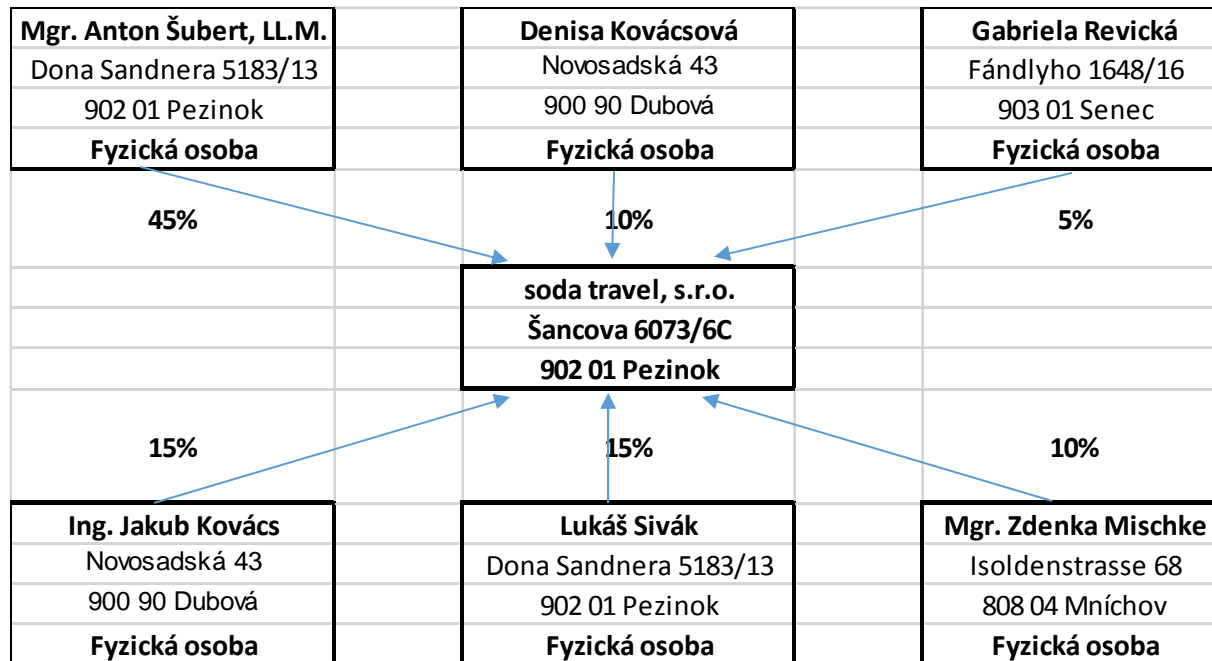 Mgr. Anton Šubert, LL.M.
Dona Sandnera 5183/13
902 01 Pezinok
Fyzická osoba
Denisa Kovácsová
Novosadská 43
900 90 Dubová
Fyzická osoba
Gabriela Revická
Fándlyho 1648/16
903 01 Senec
Fyzická osoba
45%
10%
5%
soda travel, s.r.o.
Šancova 6073/6C
902 01 Pezinok
15%
15%
10%
Ing. Jakub Kovács
Novosadská 43
900 90 Dubová
Fyzická osoba
Lukáš Sivák
Dona Sandnera 5183/13
902 01 Pezinok
Fyzická osoba
Mgr. Zdenka Mischke
Isoldenstrasse 68
808 04 Mníchov
Fyzická osoba